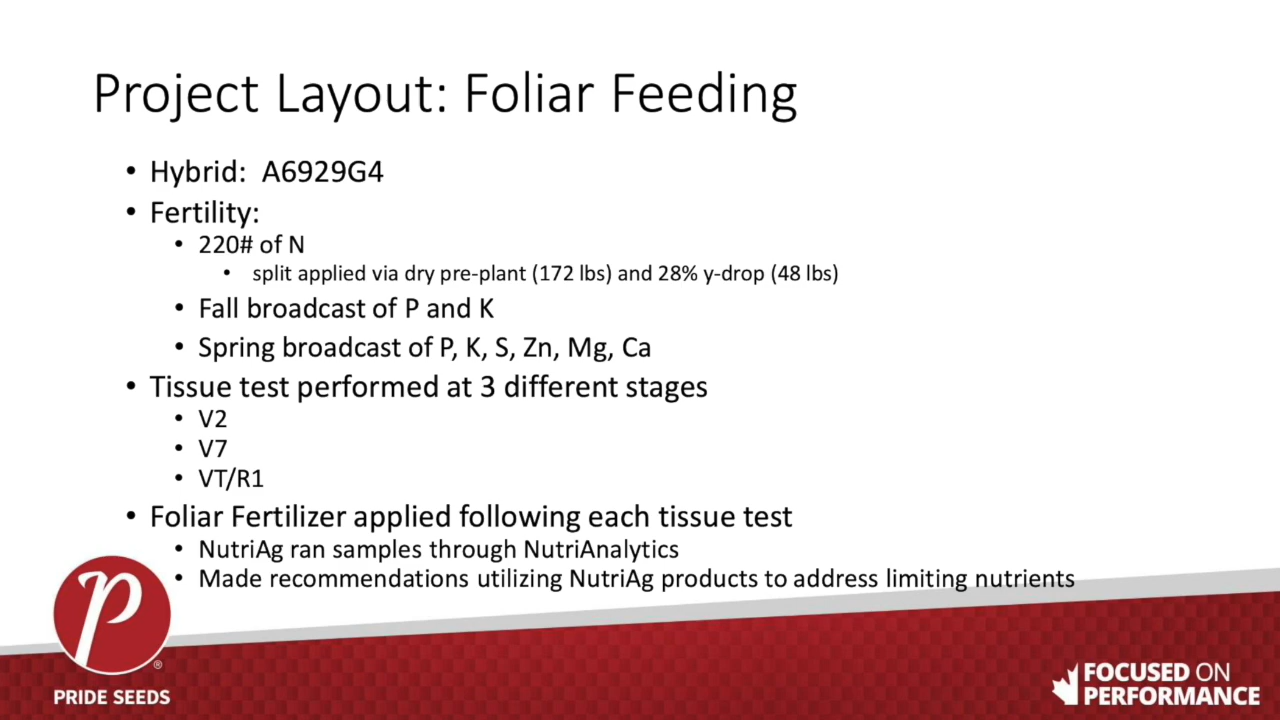 Project Layout: Foliar Feeding
• Hybrid: A6929G4
• Fertility:
• 220# of N
• split applied via dry pre-plant (172 lbs) and 28% y-drop (48 lbs)
• Fall broadcast of P and K
• Spring broadcast of P, K, S, Zn, Mg, Ca
• Tissue test performed at 3 different stages
• V2
• V7
• VT/R1
• Foliar Fertilizer applied following each tissue test
• NutriAg ran samples through NutriAnalytics
• Made recommendations utilizing NutriAg products to address limiting nutrients
P
®
PRIDE SEEDS
FOCUSED ON
PERFORMANCE